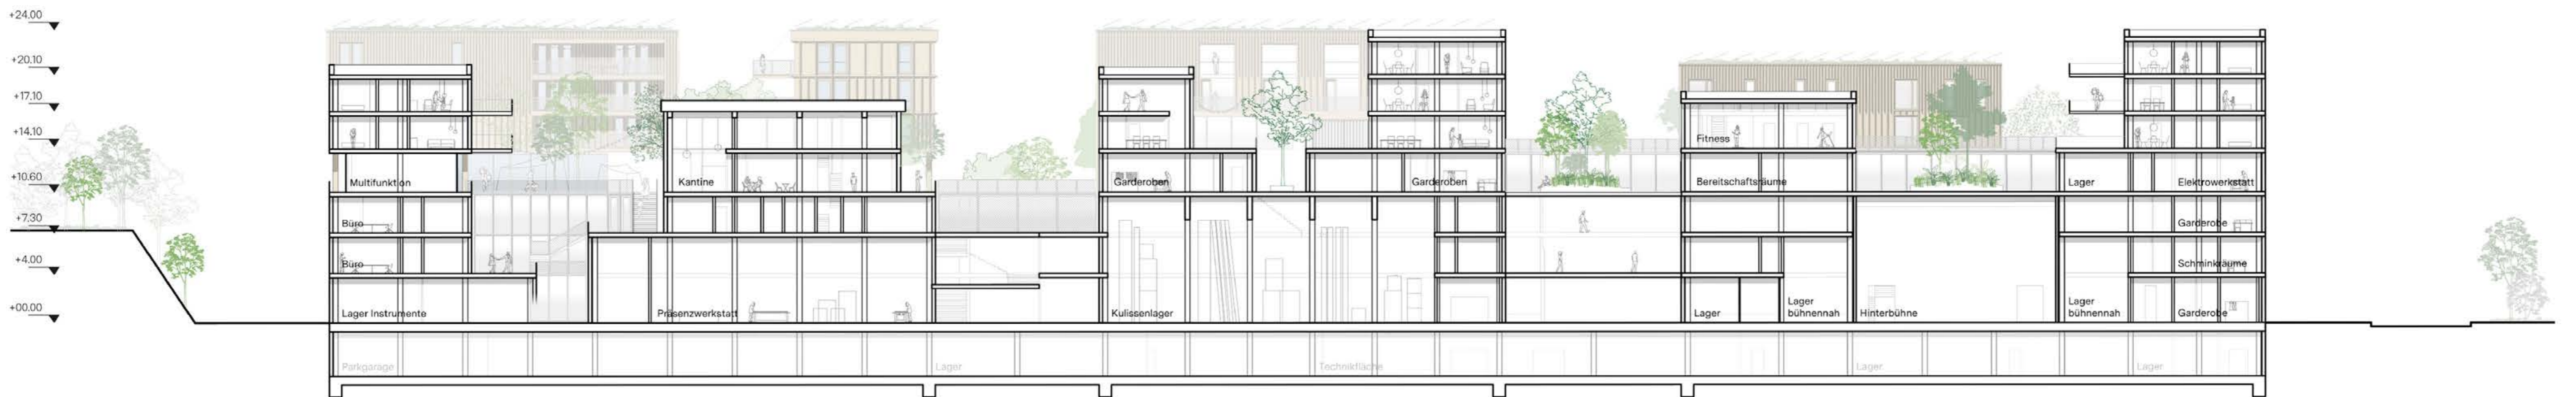 +24.00
+20.10
+17.10
+14.10
Fitness
+10.60
Multifunktion
Kantine
Garderoben
Garderoben
Bereitschaftsräume
Lager
Elektrowerkstatt
+7.30
Büro
Garderobe
+4.00
Büro
Schminkräume
+00.00
Lager Instrumente
Präsenzwerkstatt
Kulissenlager
Lager
Lager
bühnennah
Hinterbühne
Lager
bühnennah
Garderobe
Parkgarage
Lager
Technikfläche
Lager
Lager